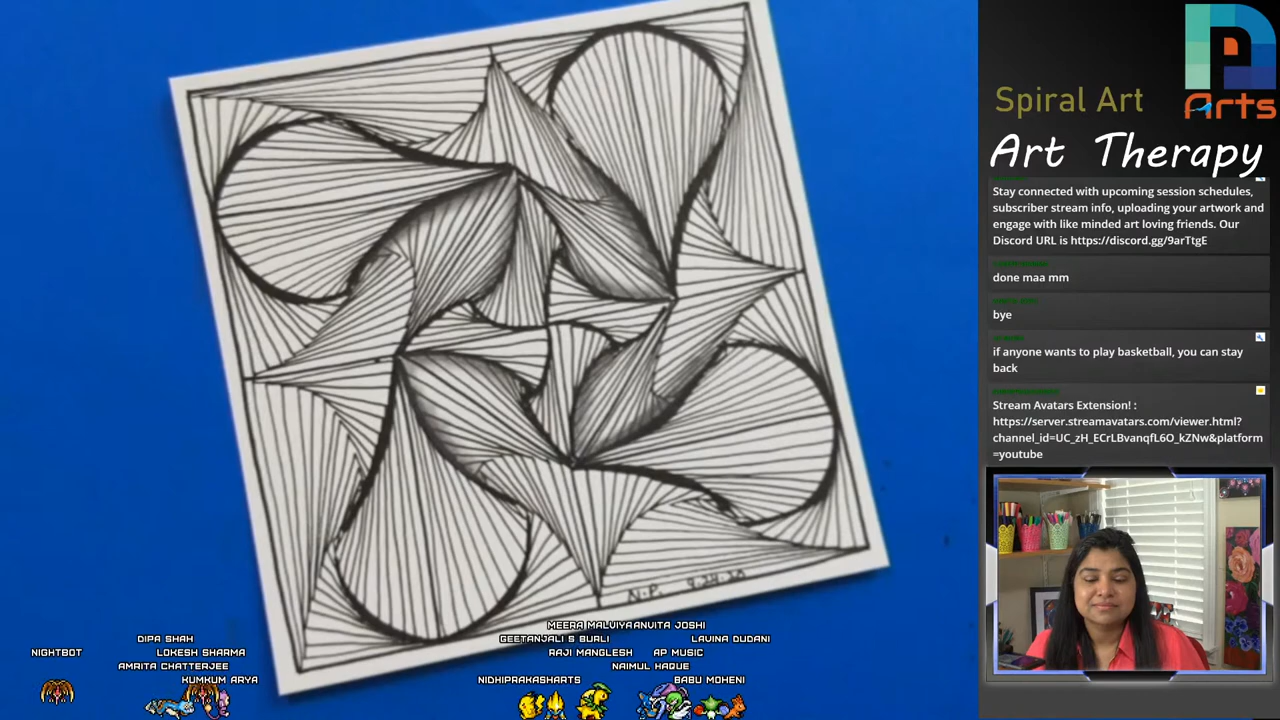 Spiral Art
Arts
Art Therapy
Stay connected with upcoming session schedules,
subscriber stream info, uploading your artwork and
engage with like minded art loving friends. Our
Discord URL is https://discord.gg/9arTtgE
done maa mm
bye
if anyone wants to play basketball, you can stay
back
Stream Avatars Extension! :
https://server.streamavatars.com/viewer.html?
channel_id=UC_zH_ECrLBvanqfL6O_kZNw&platform
=youtube
N.P. 9.24.20
MEERA MALVIYA ANVITA JOSHI
DIPA SHAH GEETANJALI S BURLI LAVINA DUDANI
NIGHTBOT LOKESH SHARMA RAJI MANGLESH AP MUSIC
AMRITA CHATTERJEE NAIMUL HAQUE
KUMKUM ARYA NIDHIPRAKASHARTS BABU MOHENI